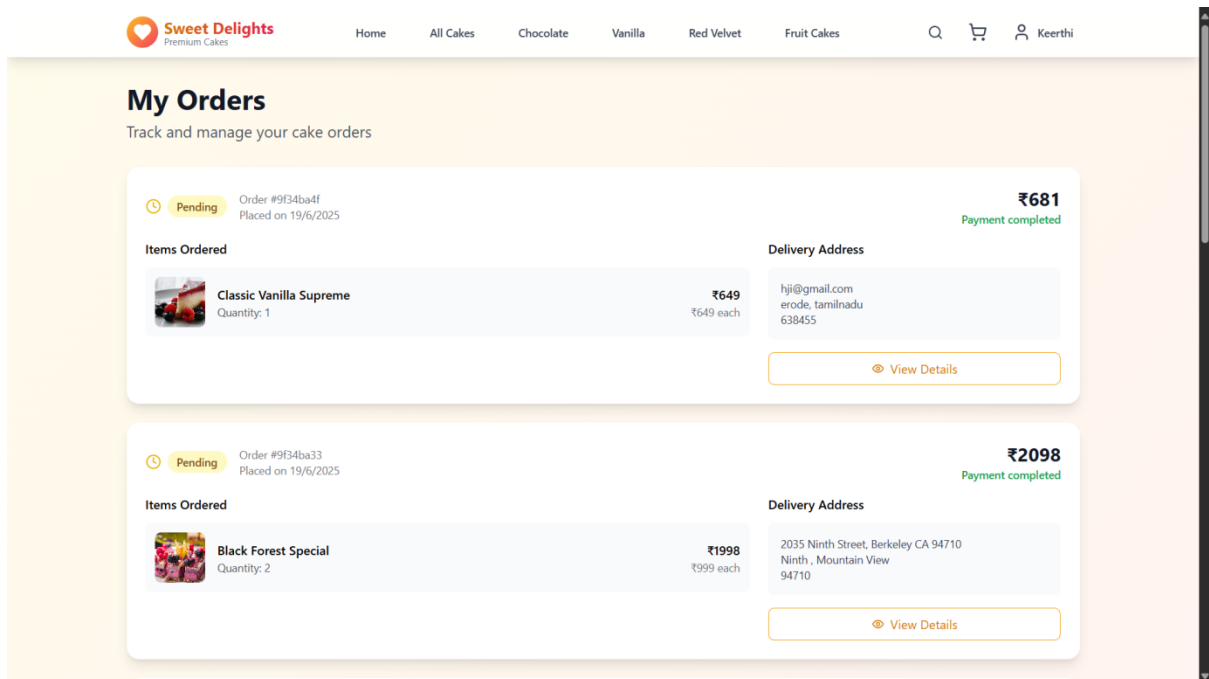 Sweet Delights
Premium Cakes
Home All Cakes Chocolate Vanilla Red Velvet Fruit Cakes Keerthi
My Orders
Track and manage your cake orders
Pending
Order #9f34ba4f
Placed on 19/6/2025
₹681
Payment completed
Items Ordered
Classic Vanilla Supreme
Quantity: 1
₹649
₹649 each
Delivery Address
hji@gmail.com
erode, tamilnadu
638455
View Details
Pending
Order #9f34ba33
Placed on 19/6/2025
₹2098
Payment completed
Items Ordered
Black Forest Special
Quantity: 2
₹1998
₹999 each
Delivery Address
2035 Ninth Street, Berkeley CA 94710
Ninth , Mountain View
94710
View Details